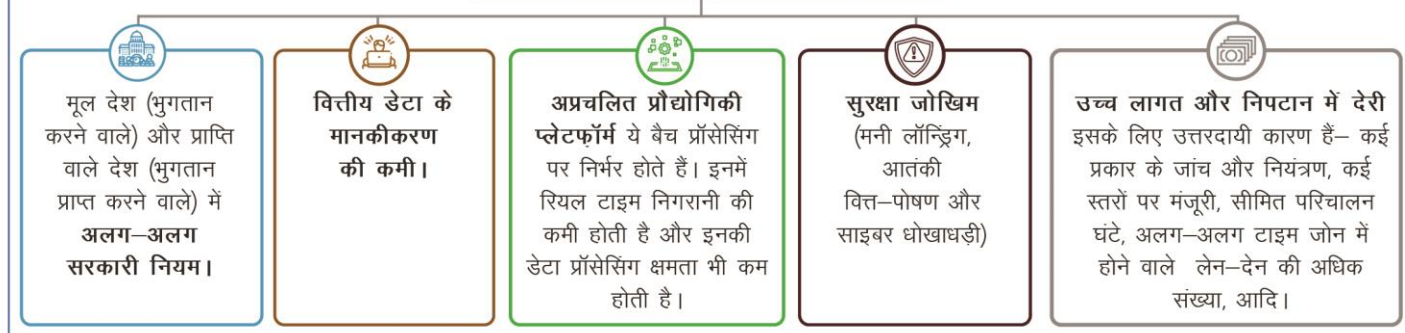 मूल देश (भुगतान
करने वाले) और प्राप्ति
वाले देश (भुगतान
प्राप्त करने वाले) में
अलग–अलग
सरकारी नियम।
वित्तीय डेटा के
मानकीकरण
की कमी।
अप्रचलित प्रौद्योगिकी
प्लेटफ़ॉर्म ये बैच प्रॉसेसिंग
पर निर्भर होते हैं। इनमें
रियल टाइम निगरानी की
कमी होती है और इनकी
डेटा प्रॉसेसिंग क्षमता भी कम
होती है।
सुरक्षा जोखिम
(मनी लॉन्ड्रिंग,
आतंकी
वित्त–पोषण और
साइबर धोखाधड़ी)
उच्च लागत और निपटान में देरी
इसके लिए उत्तरदायी कारण हैं– कई
प्रकार के जांच और नियंत्रण, कई
स्तरों पर मंजूरी, सीमित परिचालन
घंटे, अलग–अलग टाइम जोन में
होने वाले लेन–देन की अधिक
संख्या, आदि।